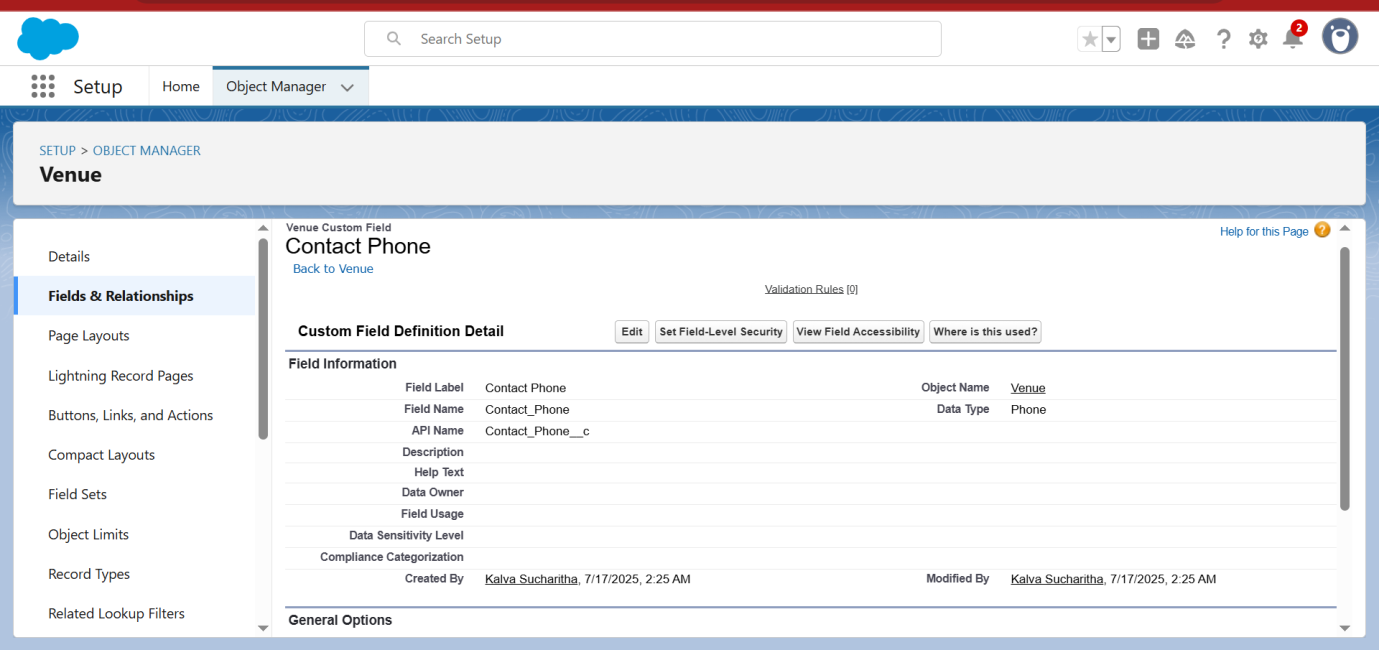 Search Setup
2
Setup
Home
Object Manager
SETUP > OBJECT MANAGER
Venue
Details
Fields & Relationships
Page Layouts
Lightning Record Pages
Buttons, Links, and Actions
Compact Layouts
Field Sets
Object Limits
Record Types
Related Lookup Filters
Venue Custom Field
Contact Phone
Back to Venue
Help for this Page ?
Validation Rules [0]
Custom Field Definition Detail
Edit
Set Field-Level Security
View Field Accessibility
Where is this used?
Field Information
Field Label Contact Phone Object Name Venue
Field Name Contact_Phone Data Type Phone
API Name Contact_Phone__c
Description
Help Text
Data Owner
Field Usage
Data Sensitivity Level
Compliance Categorization
Created By Kalva Sucharitha, 7/17/2025, 2:25 AM Modified By Kalva Sucharitha, 7/17/2025, 2:25 AM
General Options